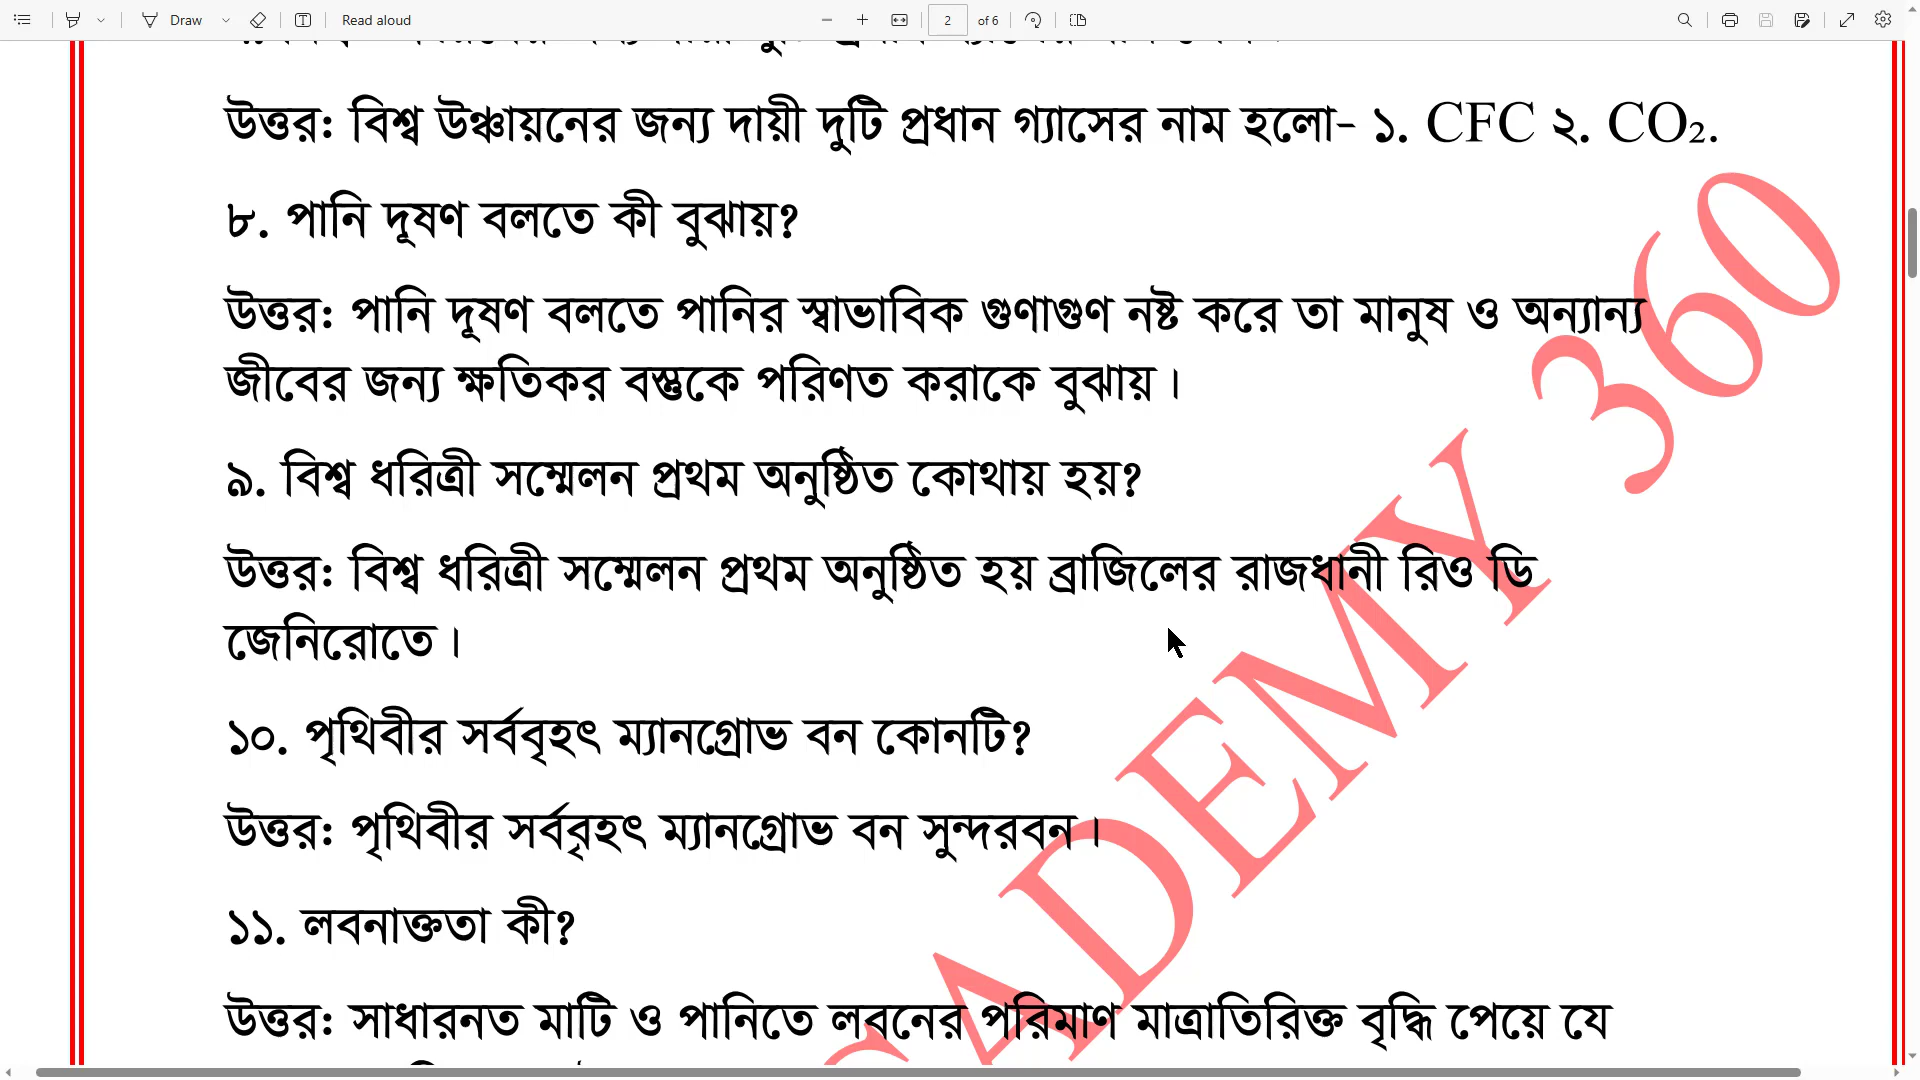 Draw
Read aloud
2 of 6
উত্তর: বিশ্ব উষ্ণায়নের জন্য দায়ী দুটি প্রধান গ্যাসের নাম হলো- ১. CFC ২. CO₂.
৮. পানি দূষণ বলতে কী বুঝায়?
উত্তর: পানি দূষণ বলতে পানির স্বাভাবিক গুণাগুণ নষ্ট করে তা মানুষ ও অন্যান্য
জীবের জন্য ক্ষতিকর বস্তুকে পরিণত করাকে বুঝায়।
৯. বিশ্ব ধরিত্রী সম্মেলন প্রথম অনুষ্ঠিত কোথায় হয়?
উত্তর: বিশ্ব ধরিত্রী সম্মেলন প্রথম অনুষ্ঠিত হয় ব্রাজিলের রাজধানী রিও ডি
জেনিরোতে।
১০. পৃথিবীর সর্ববৃহৎ ম্যানগ্রোভ বন কোনটি?
উত্তর: পৃথিবীর সর্ববৃহৎ ম্যানগ্রোভ বন সুন্দরবন।
১১. লবনাক্ততা কী?
উত্তর: সাধারনত মাটি ও পানিতে লবনের পরিমাণ মাত্রাতিরিক্ত বৃদ্ধি পেয়ে যে
CADEMY 360